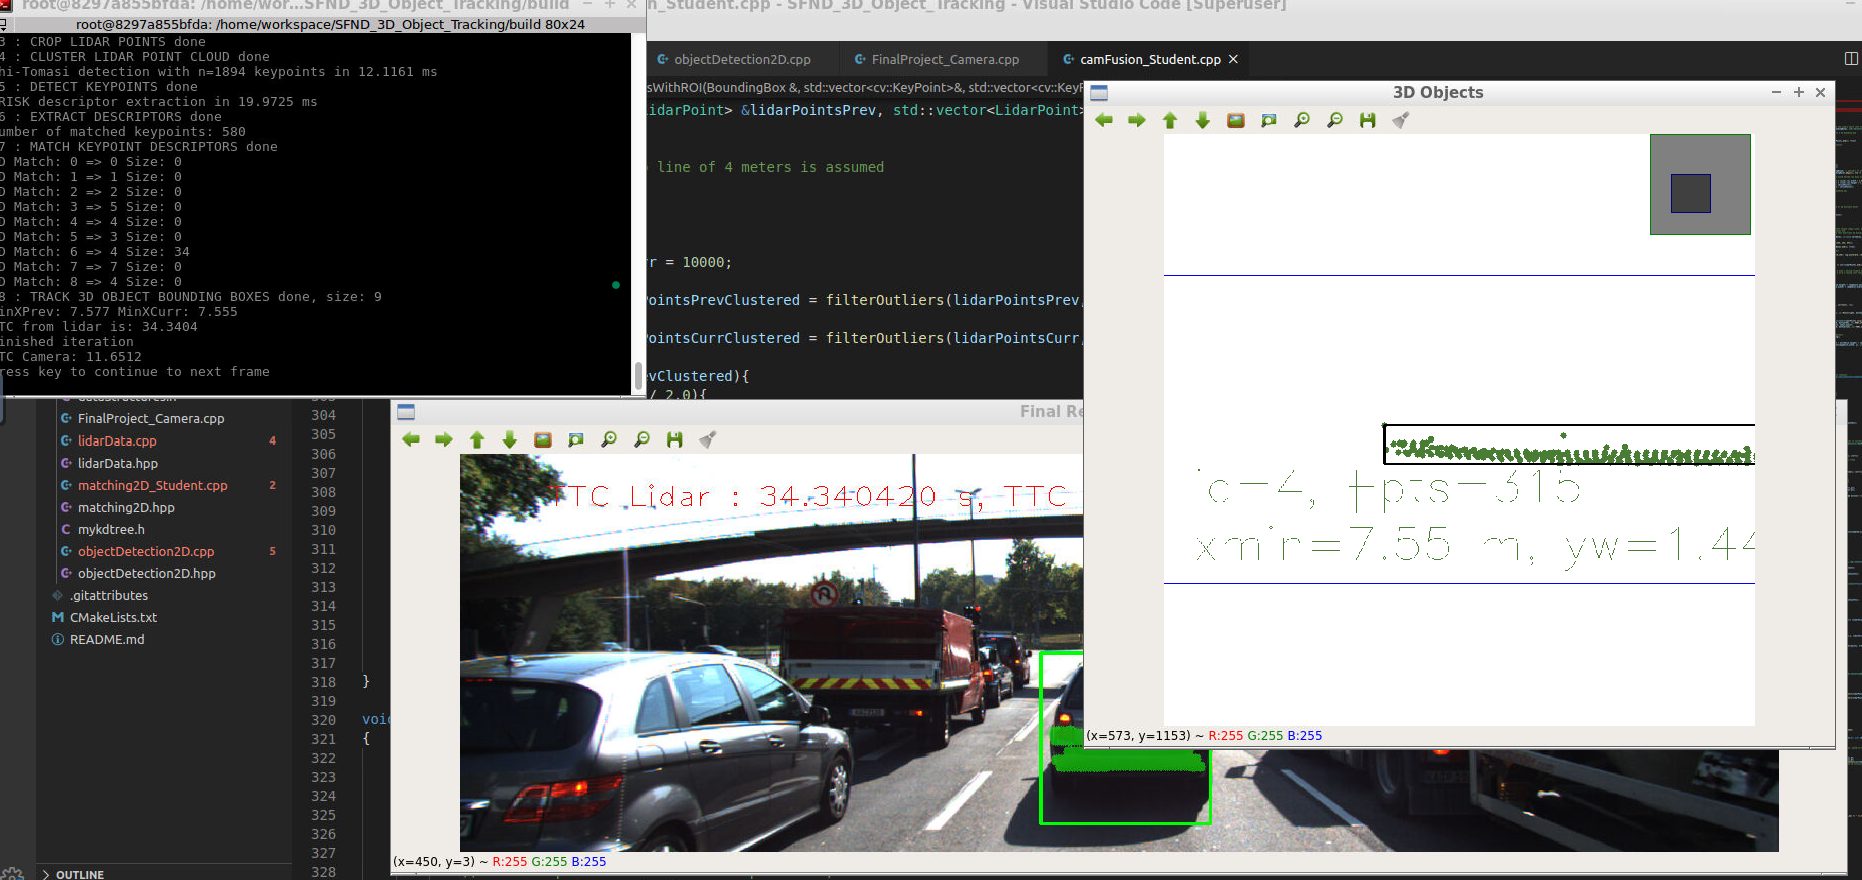 root@8297a855bfda: /home/wor...SFND_3D_Object_Tracking/build
root@8297a855bfda: /home/workspace/SFND_3D_Object_Tracking/build 80x24
3 : CROP LIDAR POINTS done
4 : CLUSTER LIDAR POINT CLOUD done
hi-Tomasi detection with n=1894 keypoints in 12.1161 ms
5 : DETECT KEYPOINTS done
RISK descriptor extraction in 19.9725 ms
6 : EXTRACT DESCRIPTORS done
umber of matched keypoints: 580
7 : MATCH KEYPOINT DESCRIPTORS done
D Match: 0 => 0 Size: 0
D Match: 1 => 1 Size: 0
D Match: 2 => 2 Size: 0
D Match: 3 => 5 Size: 0
D Match: 4 => 4 Size: 0
D Match: 5 => 3 Size: 0
D Match: 6 => 4 Size: 34
D Match: 7 => 7 Size: 0
D Match: 8 => 4 Size: 0
8 : TRACK 3D OBJECT BOUNDING BOXES done, size: 9
inXPrev: 7.577 MinXCurr: 7.555
TC from lidar is: 34.3404
inished iteration
TC Camera: 11.6512
ress key to continue to next frame
n_Student.cpp - SFND_3D_Object_Tracking - Visual Studio Code [Superuser]
objectDetection2D.cpp
FinalProject_Camera.cpp
camFusion_Student.cpp
sWithROI(BoundingBox &, std::vector<cv::KeyPoint>&, std::vector<cv::KeyP
idarPoint> &lidarPointsPrev, std::vector<LidarPoint>
line of 4 meters is assumed
rr = 10000;
PointsPrevClustered = filterOutliers(lidarPointsPrev,
PointsCurrClustered = filterOutliers(lidarPointsCurr,
evClustered){
/ 2.0){
FinalProject_Camera.cpp
lidarData.cpp 4
lidarData.hpp
matching2D_Student.cpp 2
matching2D.hpp
mykdtree.h
objectDetection2D.cpp 5
objectDetection2D.hpp
.gitattributes
CMakeLists.txt
README.md
OUTLINE
304
305
306
307
308
309
310
311
312
313
314
315
316
317
318 }
319
320 voi
321 {
322
323
324
325
326
327
328
Final Re
TTC Lidar : 34.340420 s, TTC
(x=450, y=3) ~ R:255 G:255 B:255
3D Objects
id=4, #pts=315
xmin=7.55 m, yw=1.44
(x=573, y=1153) ~ R:255 G:255 B:255